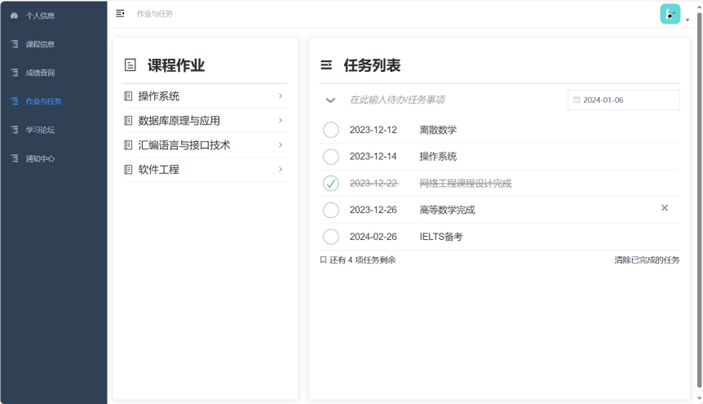 个人信息
课程信息
成绩查询
作业与任务
学习论坛
通知中心
作业与任务
课程作业
操作系统
数据库原理与应用
汇编语言与接口技术
软件工程
任务列表
在此输入待办/任务事项 2024-01-06
2023-12-12 离散数学
2023-12-14 操作系统
2023-12-22 网络工程课程设计完成
2023-12-26 高等数学完成
2024-02-26 IELTS备考
还有 4 项任务剩余 清除已完成的任务